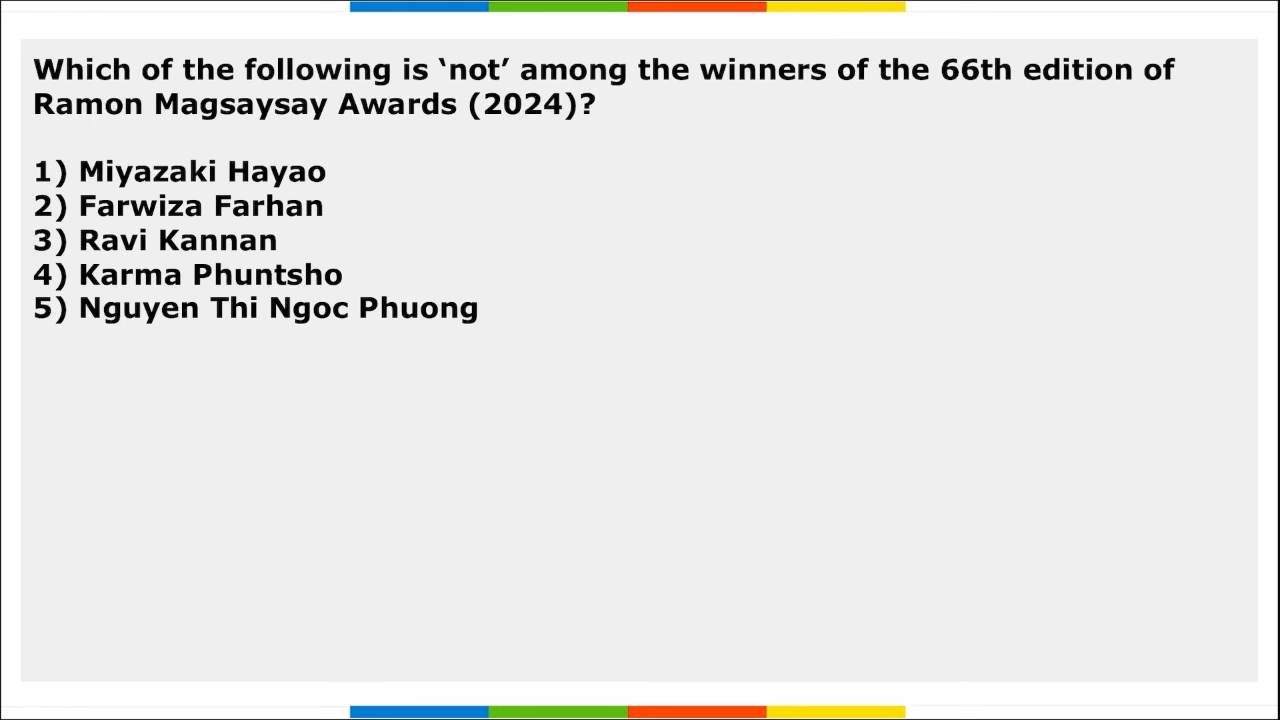 Which of the following is ‘not’ among the winners of the 66th edition of
Ramon Magsaysay Awards (2024)?
1) Miyazaki Hayao
2) Farwiza Farhan
3) Ravi Kannan
4) Karma Phuntsho
5) Nguyen Thi Ngoc Phuong